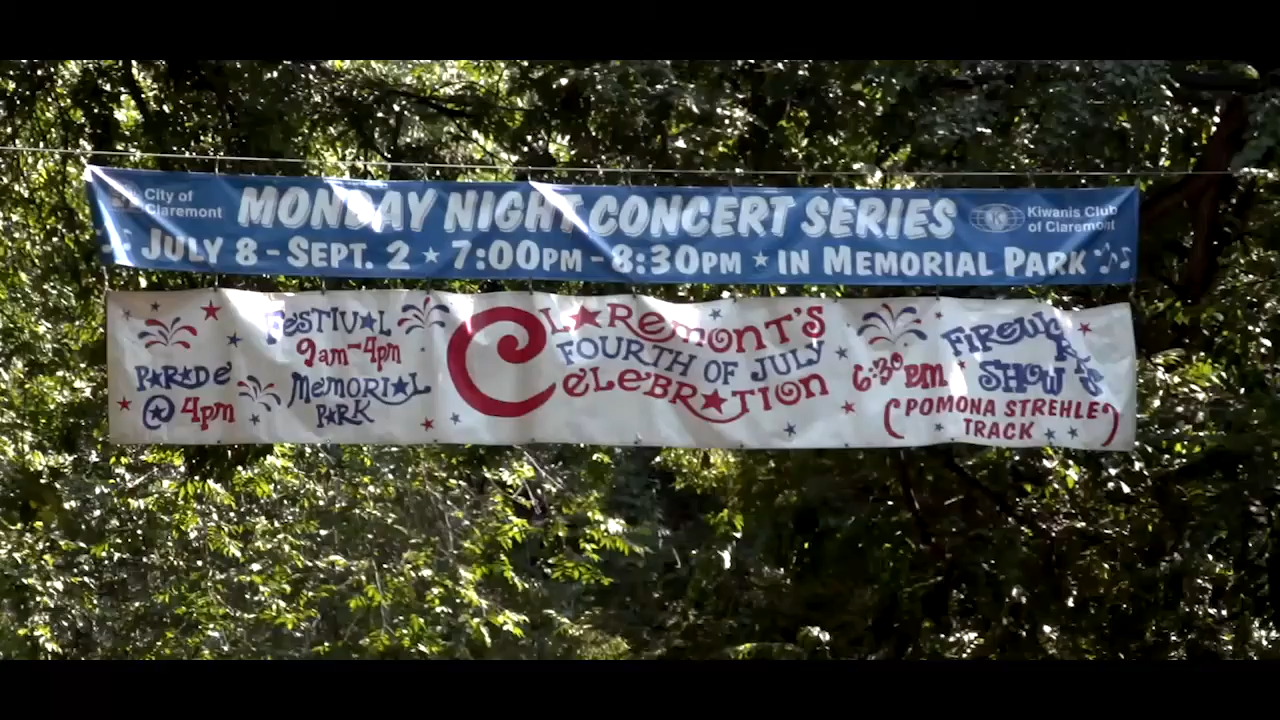 City of
Claremont
MONDAY NIGHT CONCERT SERIES
Kiwanis Club
of Claremont
JULY 8 - SEPT. 2 ★ 7:00PM - 8:30PM ★ IN MEMORIAL PARK
PARADE
@ 4pm
FESTIVAL
9am-4pm
MEMORIAL
PARK
CLAREMONT'S
FOURTH OF JULY
CELEBRATION
6:30 PM
FIREWORKS
SHOW
(POMONA STREHLE
TRACK)